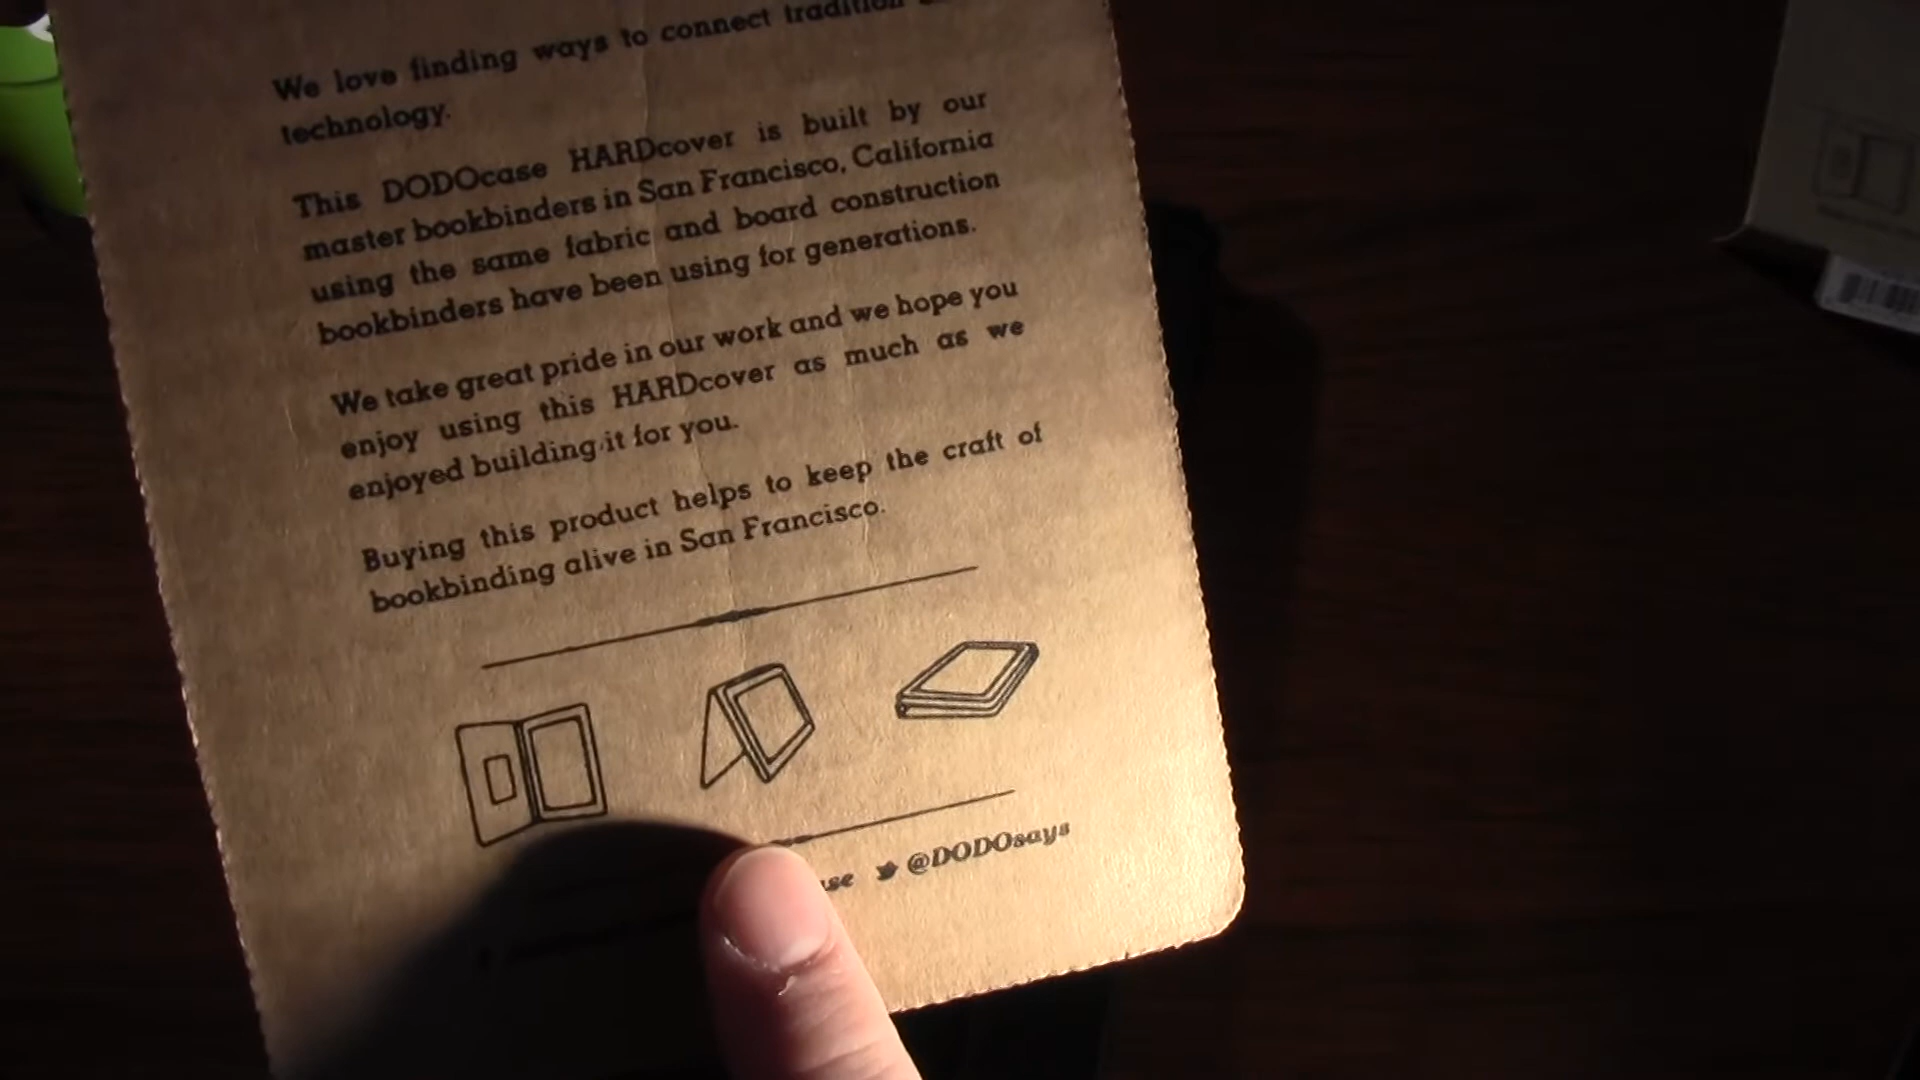 We love finding ways to connect tradition
technology.
This DODOcase HARDcover is built by our
master bookbinders in San Francisco, California
using the same fabric and board construction
bookbinders have been using for generations.
We take great pride in our work and we hope you
enjoy using this HARDcover as much as we
enjoyed building it for you.
Buying this product helps to keep the craft of
bookbinding alive in San Francisco.
@DODOsays